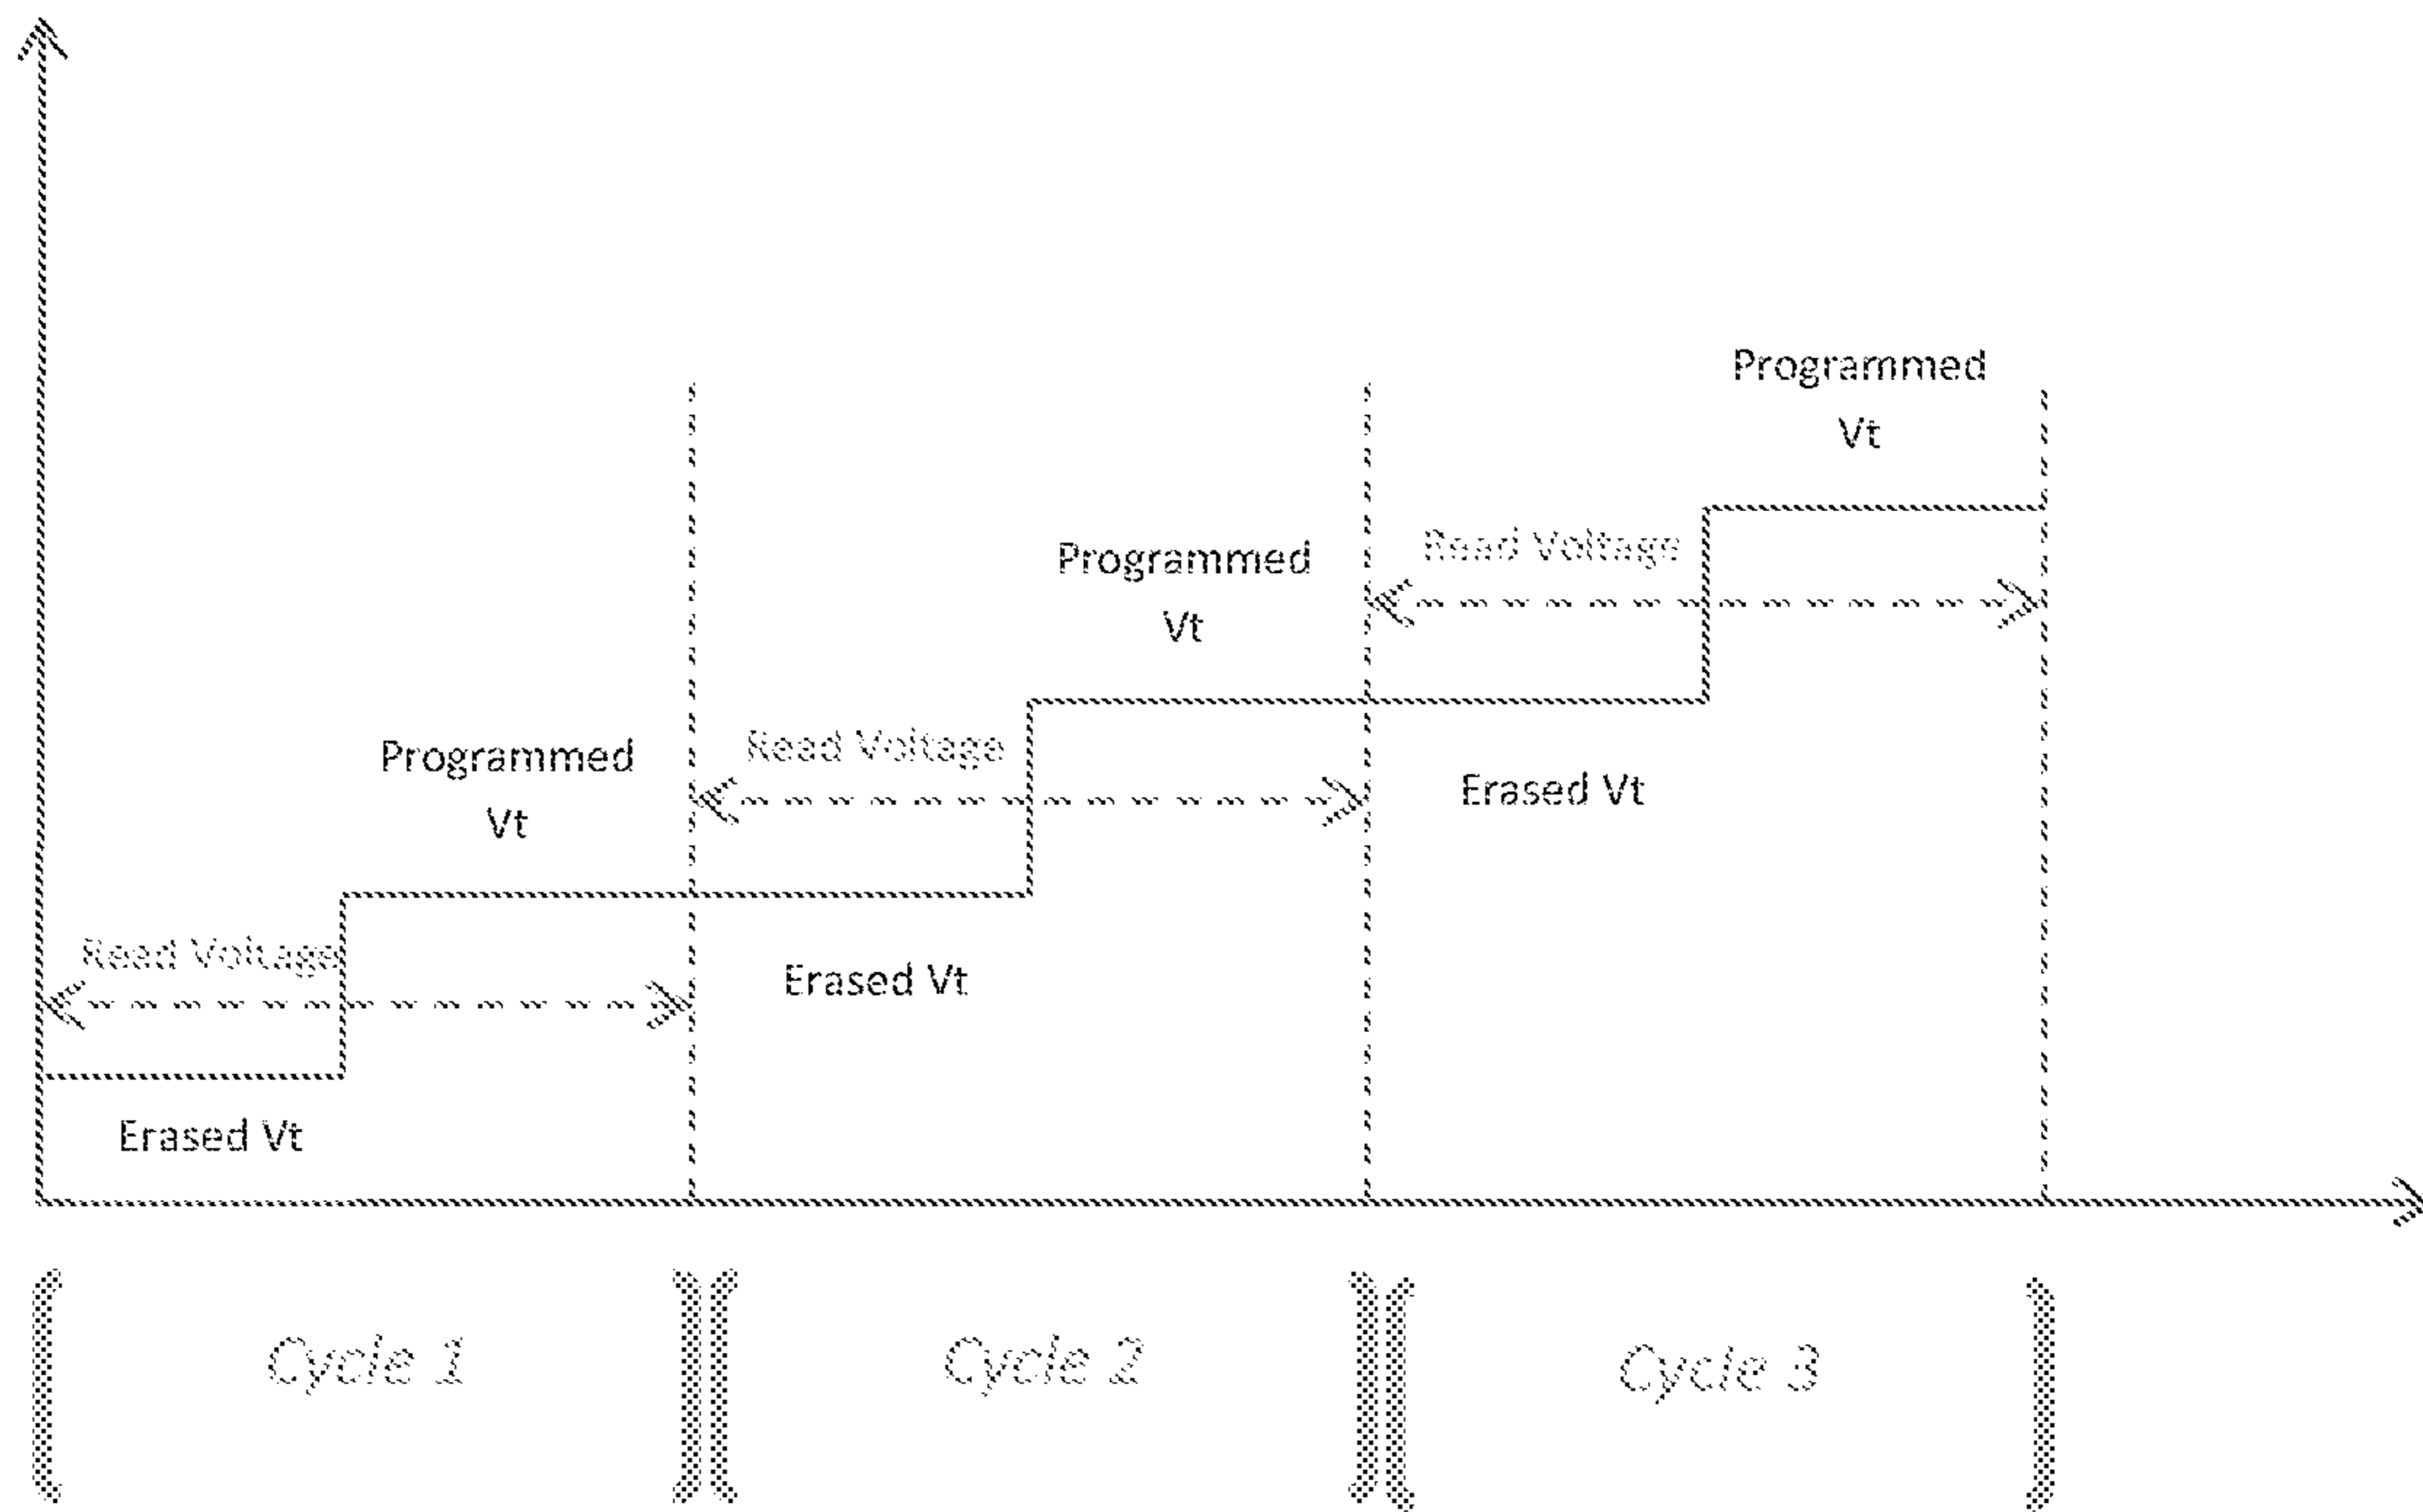 Programmed
Vt
Read Voltage
Programmed
Vt
Read Voltage
Programmed
Vt
Erased Vt
Read Voltage
Erased Vt
Erased Vt
Cycle 1
Cycle 2
Cycle 3